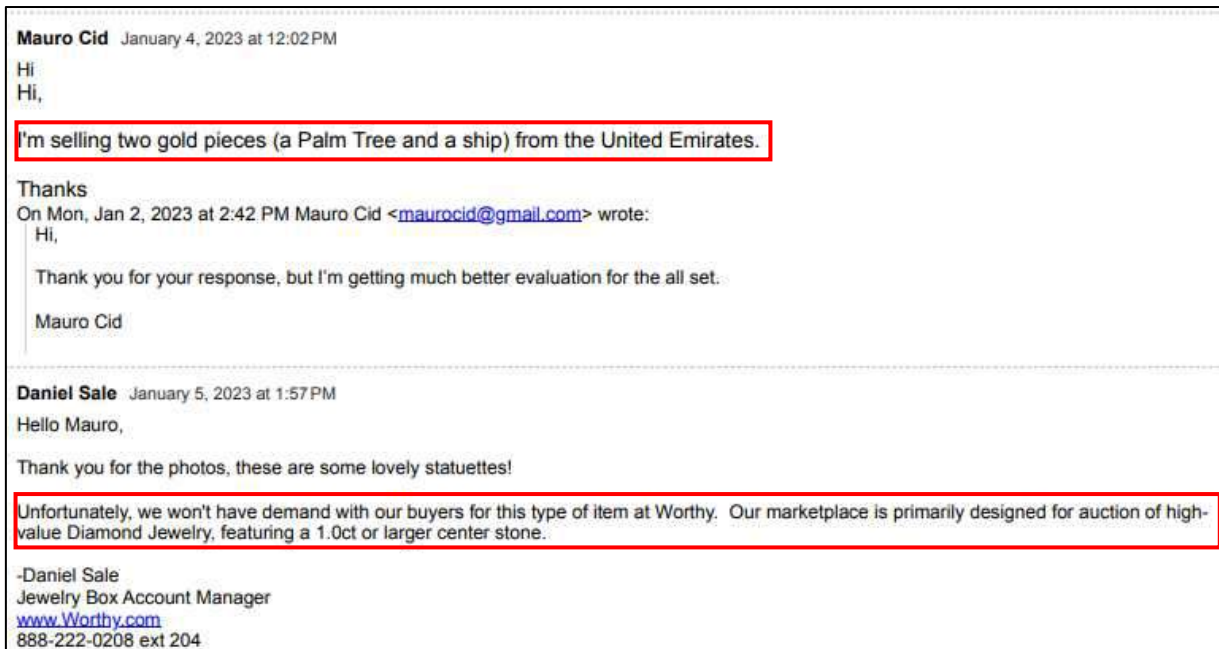 Mauro Cid January 4, 2023 at 12:02PM
Hi
Hi,
I'm selling two gold pieces (a Palm Tree and a ship) from the United Emirates.
Thanks
On Mon, Jan 2, 2023 at 2:42 PM Mauro Cid <maurocid@gmail.com> wrote:
Hi,
Thank you for your response, but I'm getting much better evaluation for the all set.
Mauro Cid
Daniel Sale January 5, 2023 at 1:57PM
Hello Mauro,
Thank you for the photos, these are some lovely statuettes!
Unfortunately, we won't have demand with our buyers for this type of item at Worthy. Our marketplace is primarily designed for auction of high-
value Diamond Jewelry, featuring a 1.0ct or larger center stone.
-Daniel Sale
Jewelry Box Account Manager
www.Worthy.com
888-222-0208 ext 204